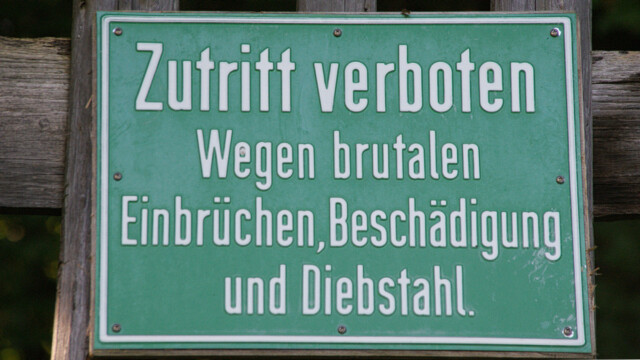 Zutritt verboten
Wegen brutalen
Einbrüchen, Beschädigung
und Diebstahl.